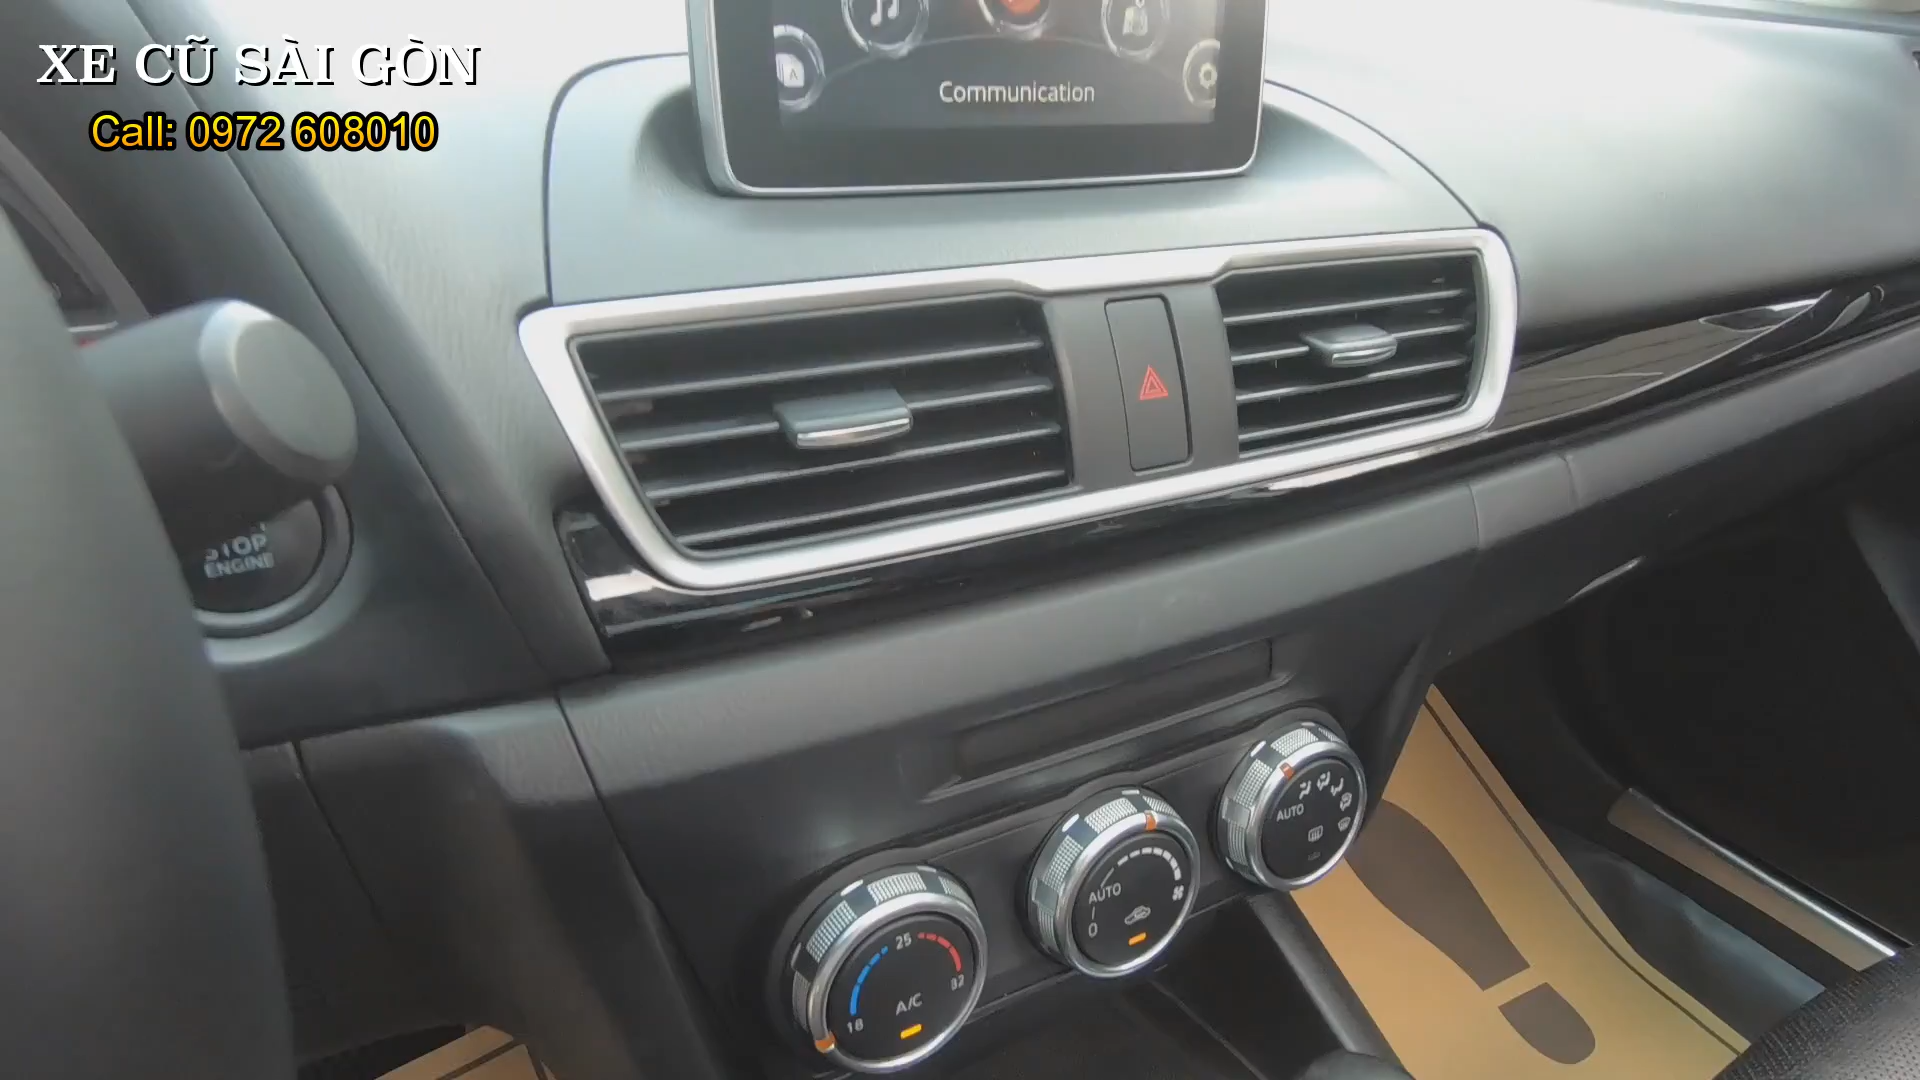 XE CŨ SÀI GÒN
Call: 0972 608010
A
Communication
STOP
ENGINE
AUTO
AUTO
0
25
18
32
A/C